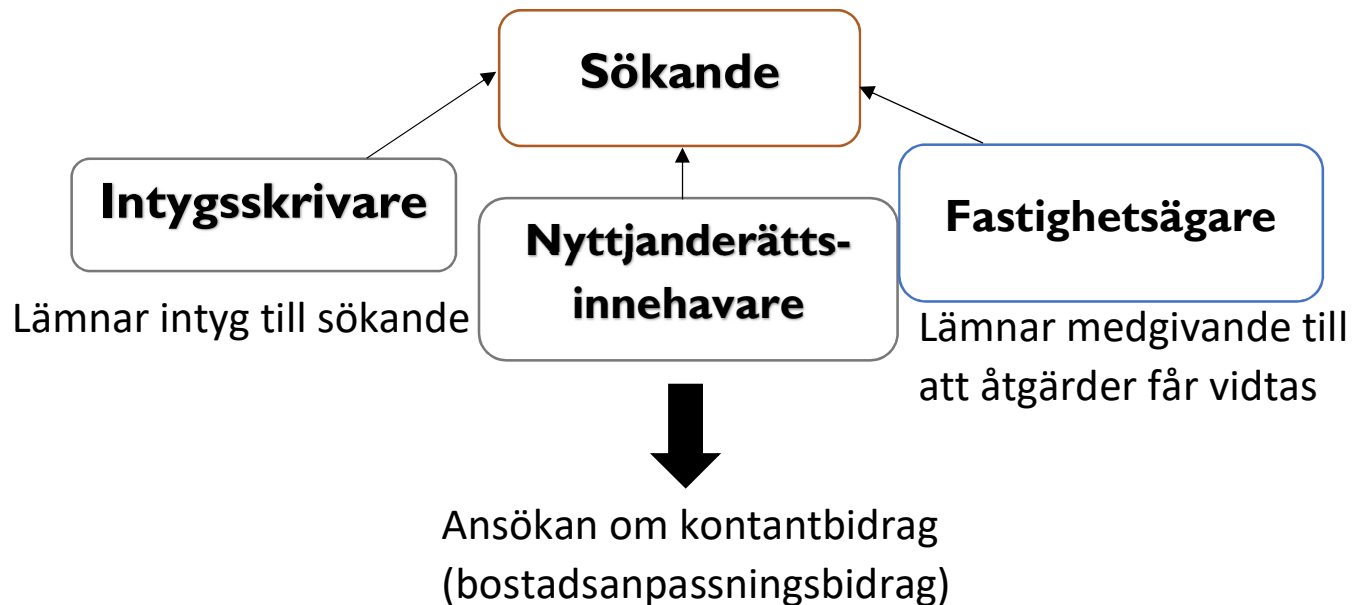 Sökande
Intygsskrivare
Lämnar intyg till sökande
Nyttjanderätts-
innehavare
Fastighetsägare
Lämnar medgivande till
att åtgärder får vidtas
Ansökan om kontantbidrag
(bostadsanpassningsbidrag)